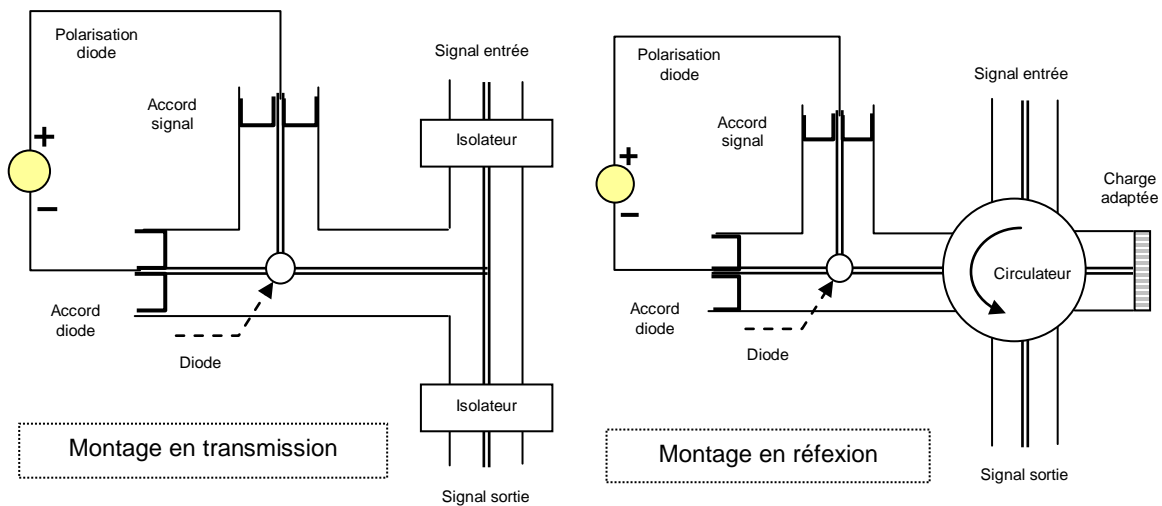 Polarisation
diode
Signal entrée
Accord
signal
Isolateur
+
−
Accord
diode
Diode
Isolateur
Montage en transmission
Signal sortie
Polarisation
diode
Signal entrée
Accord
signal
+
−
Charge
adaptée
Circulateur
Accord
diode
Diode
Montage en réfexion
Signal sortie